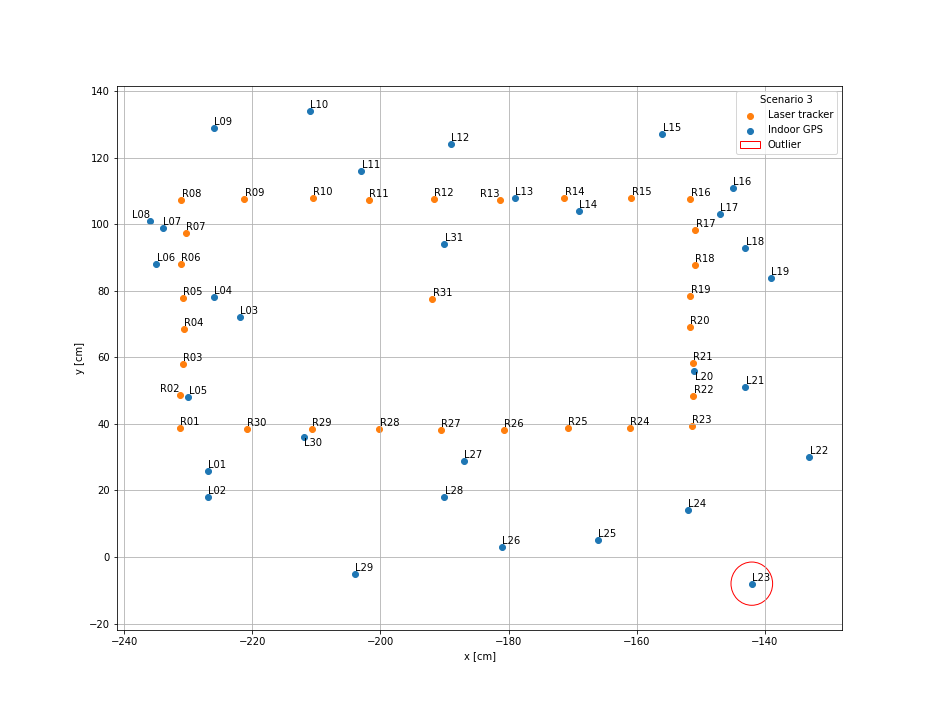 140
120
100
80
60
40
20
0
−20
y [cm]
−240
−220
−200
−180
−160
−140
x [cm]
Scenario 3
Laser tracker
Indoor GPS
Outlier
L10
L09
L15
L12
L11
L16
R08
R09
R10
R11
R12
R13
L13
R14
R15
R16
L14
L17
L08
L07
R07
R17
L31
L18
L06
R06
R18
L19
R05
L04
R31
R19
L03
R04
R20
R03
R21
L20
L21
R02
L05
R22
R01
R30
R29
R28
R27
R26
R25
R24
R23
L30
L22
L27
L01
L02
L28
L24
L25
L26
L29
L23